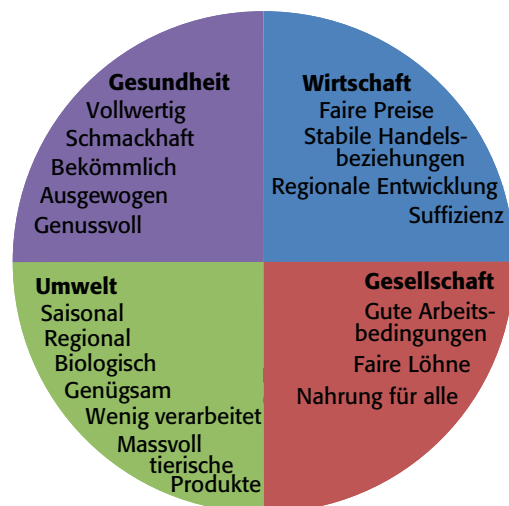 Gesundheit
Vollwertig
Schmackhaft
Bekömmlich
Ausgewogen
Genussvoll
Wirtschaft
Faire Preise
Stabile Handels-
beziehungen
Regionale Entwicklung
Suffizienz
Umwelt
Saisonal
Regional
Biologisch
Genügsam
Wenig verarbeitet
Massvoll
tierische
Produkte
Gesellschaft
Gute Arbeits-
bedingungen
Faire Löhne
Nahrung für alle